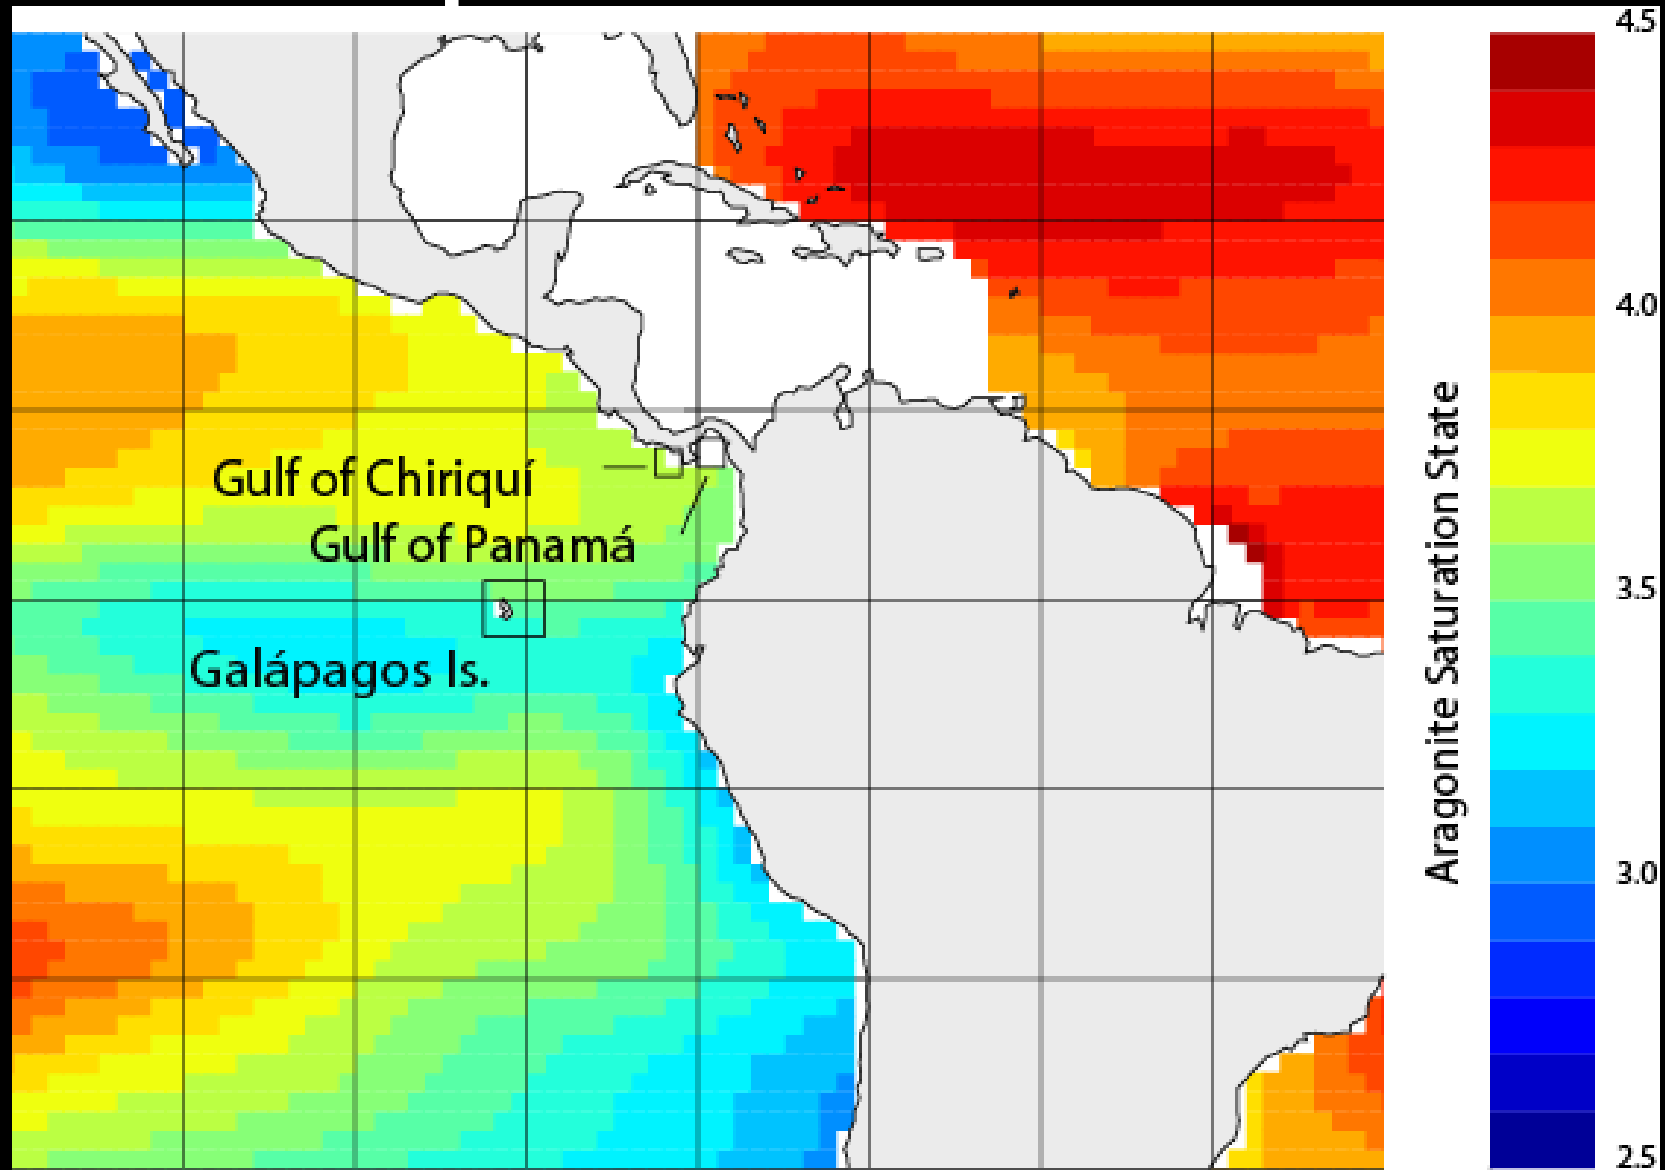 Gulf of Chiriquí
Gulf of Panamá
Galápagos Is.
Aragonite Saturation State
4.5
4.0
3.5
3.0
2.5